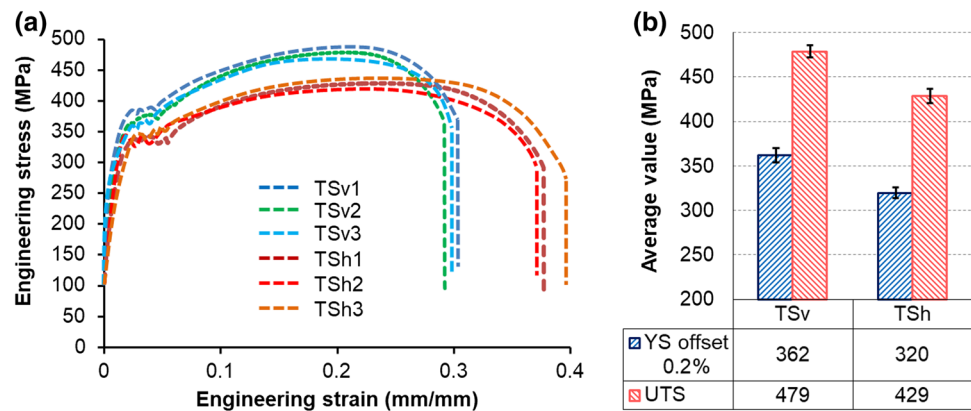 (a)
Engineering stress (MPa)
500
450
400
350
300
250
200
150
100
50
0
TSv1
TSv2
TSv3
TSh1
TSh2
TSh3
0 0.1 0.2 0.3 0.4
Engineering strain (mm/mm)
(b)
Average value (MPa)
500
450
400
350
300
250
200
TSv TSh
YS offset 0.2% 362 320
UTS 479 429